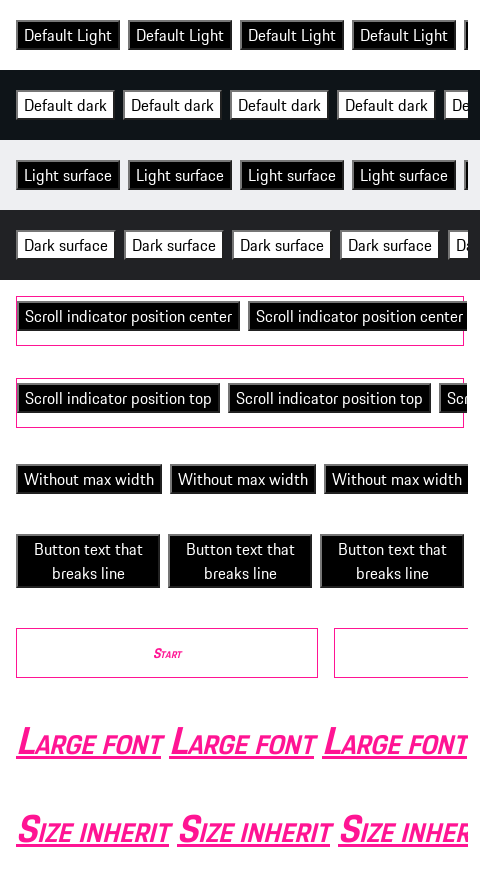 Default Light Default Light Default Light Default Light
Default dark Default dark Default dark Default dark
Light surface Light surface Light surface Light surface
Dark surface Dark surface Dark surface Dark surface
Scroll indicator position center Scroll indicator position center
Scroll indicator position top Scroll indicator position top
Without max width Without max width Without max width
Button text that Button text that Button text that
breaks line breaks line breaks line
Start
Large font Large font Large font
Size inherit Size inherit Size